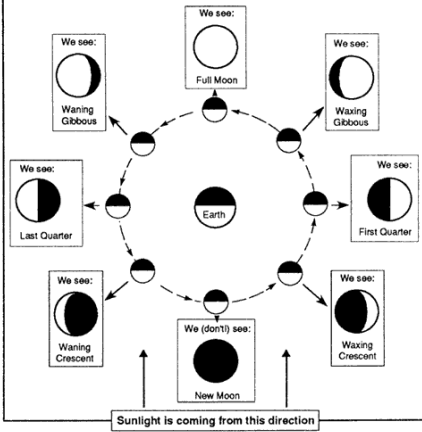 We see:
Full Moon
We see:
Waning
Gibbous
We see:
Waxing
Gibbous
We see:
Last Quarter
Earth
We see:
First Quarter
We see:
Waning
Crescent
We (don't!) see:
New Moon
We see:
Waxing
Crescent
Sunlight is coming from this direction